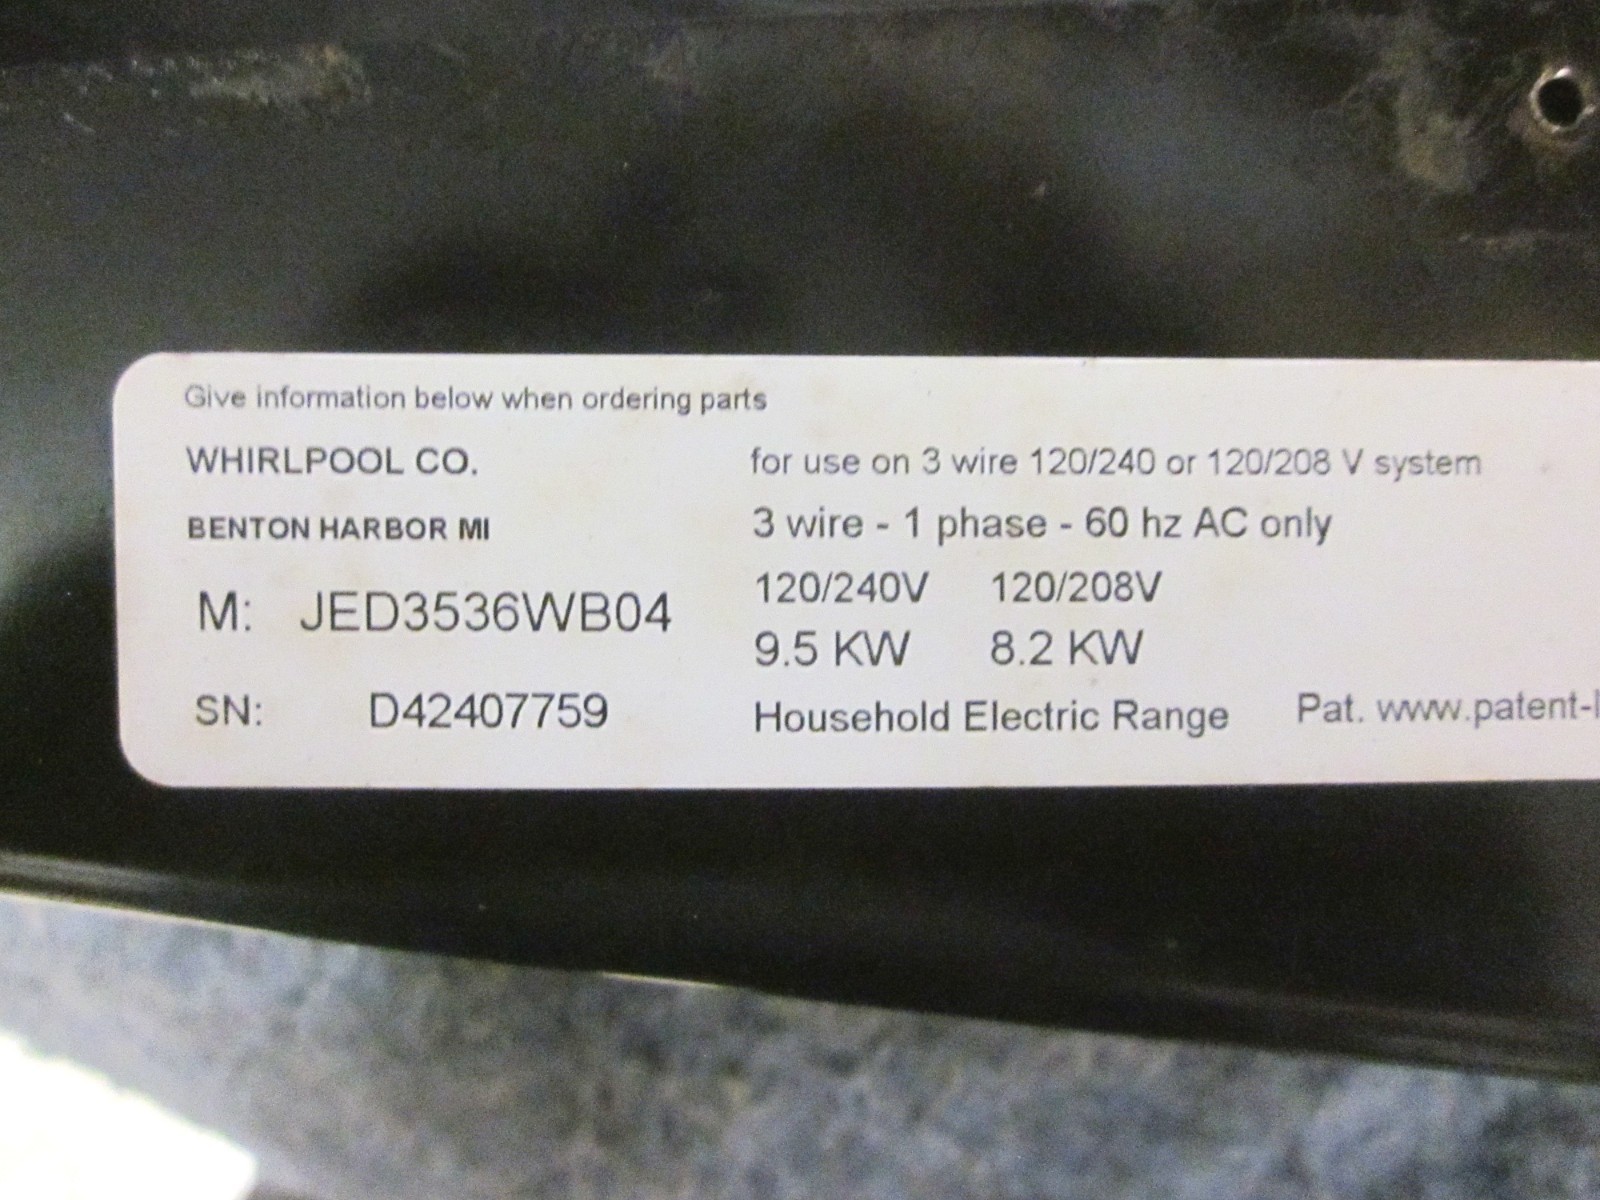 Give information below when ordering parts
WHIRLPOOL CO.
BENTON HARBOR MI
M: JED3536WB04
SN: D42407759
for use on 3 wire 120/240 or 120/208 V system
3 wire - 1 phase - 60 hz AC only
120/240V 120/208V
9.5 KW 8.2 KW
Household Electric Range
Pat. www.patent-l